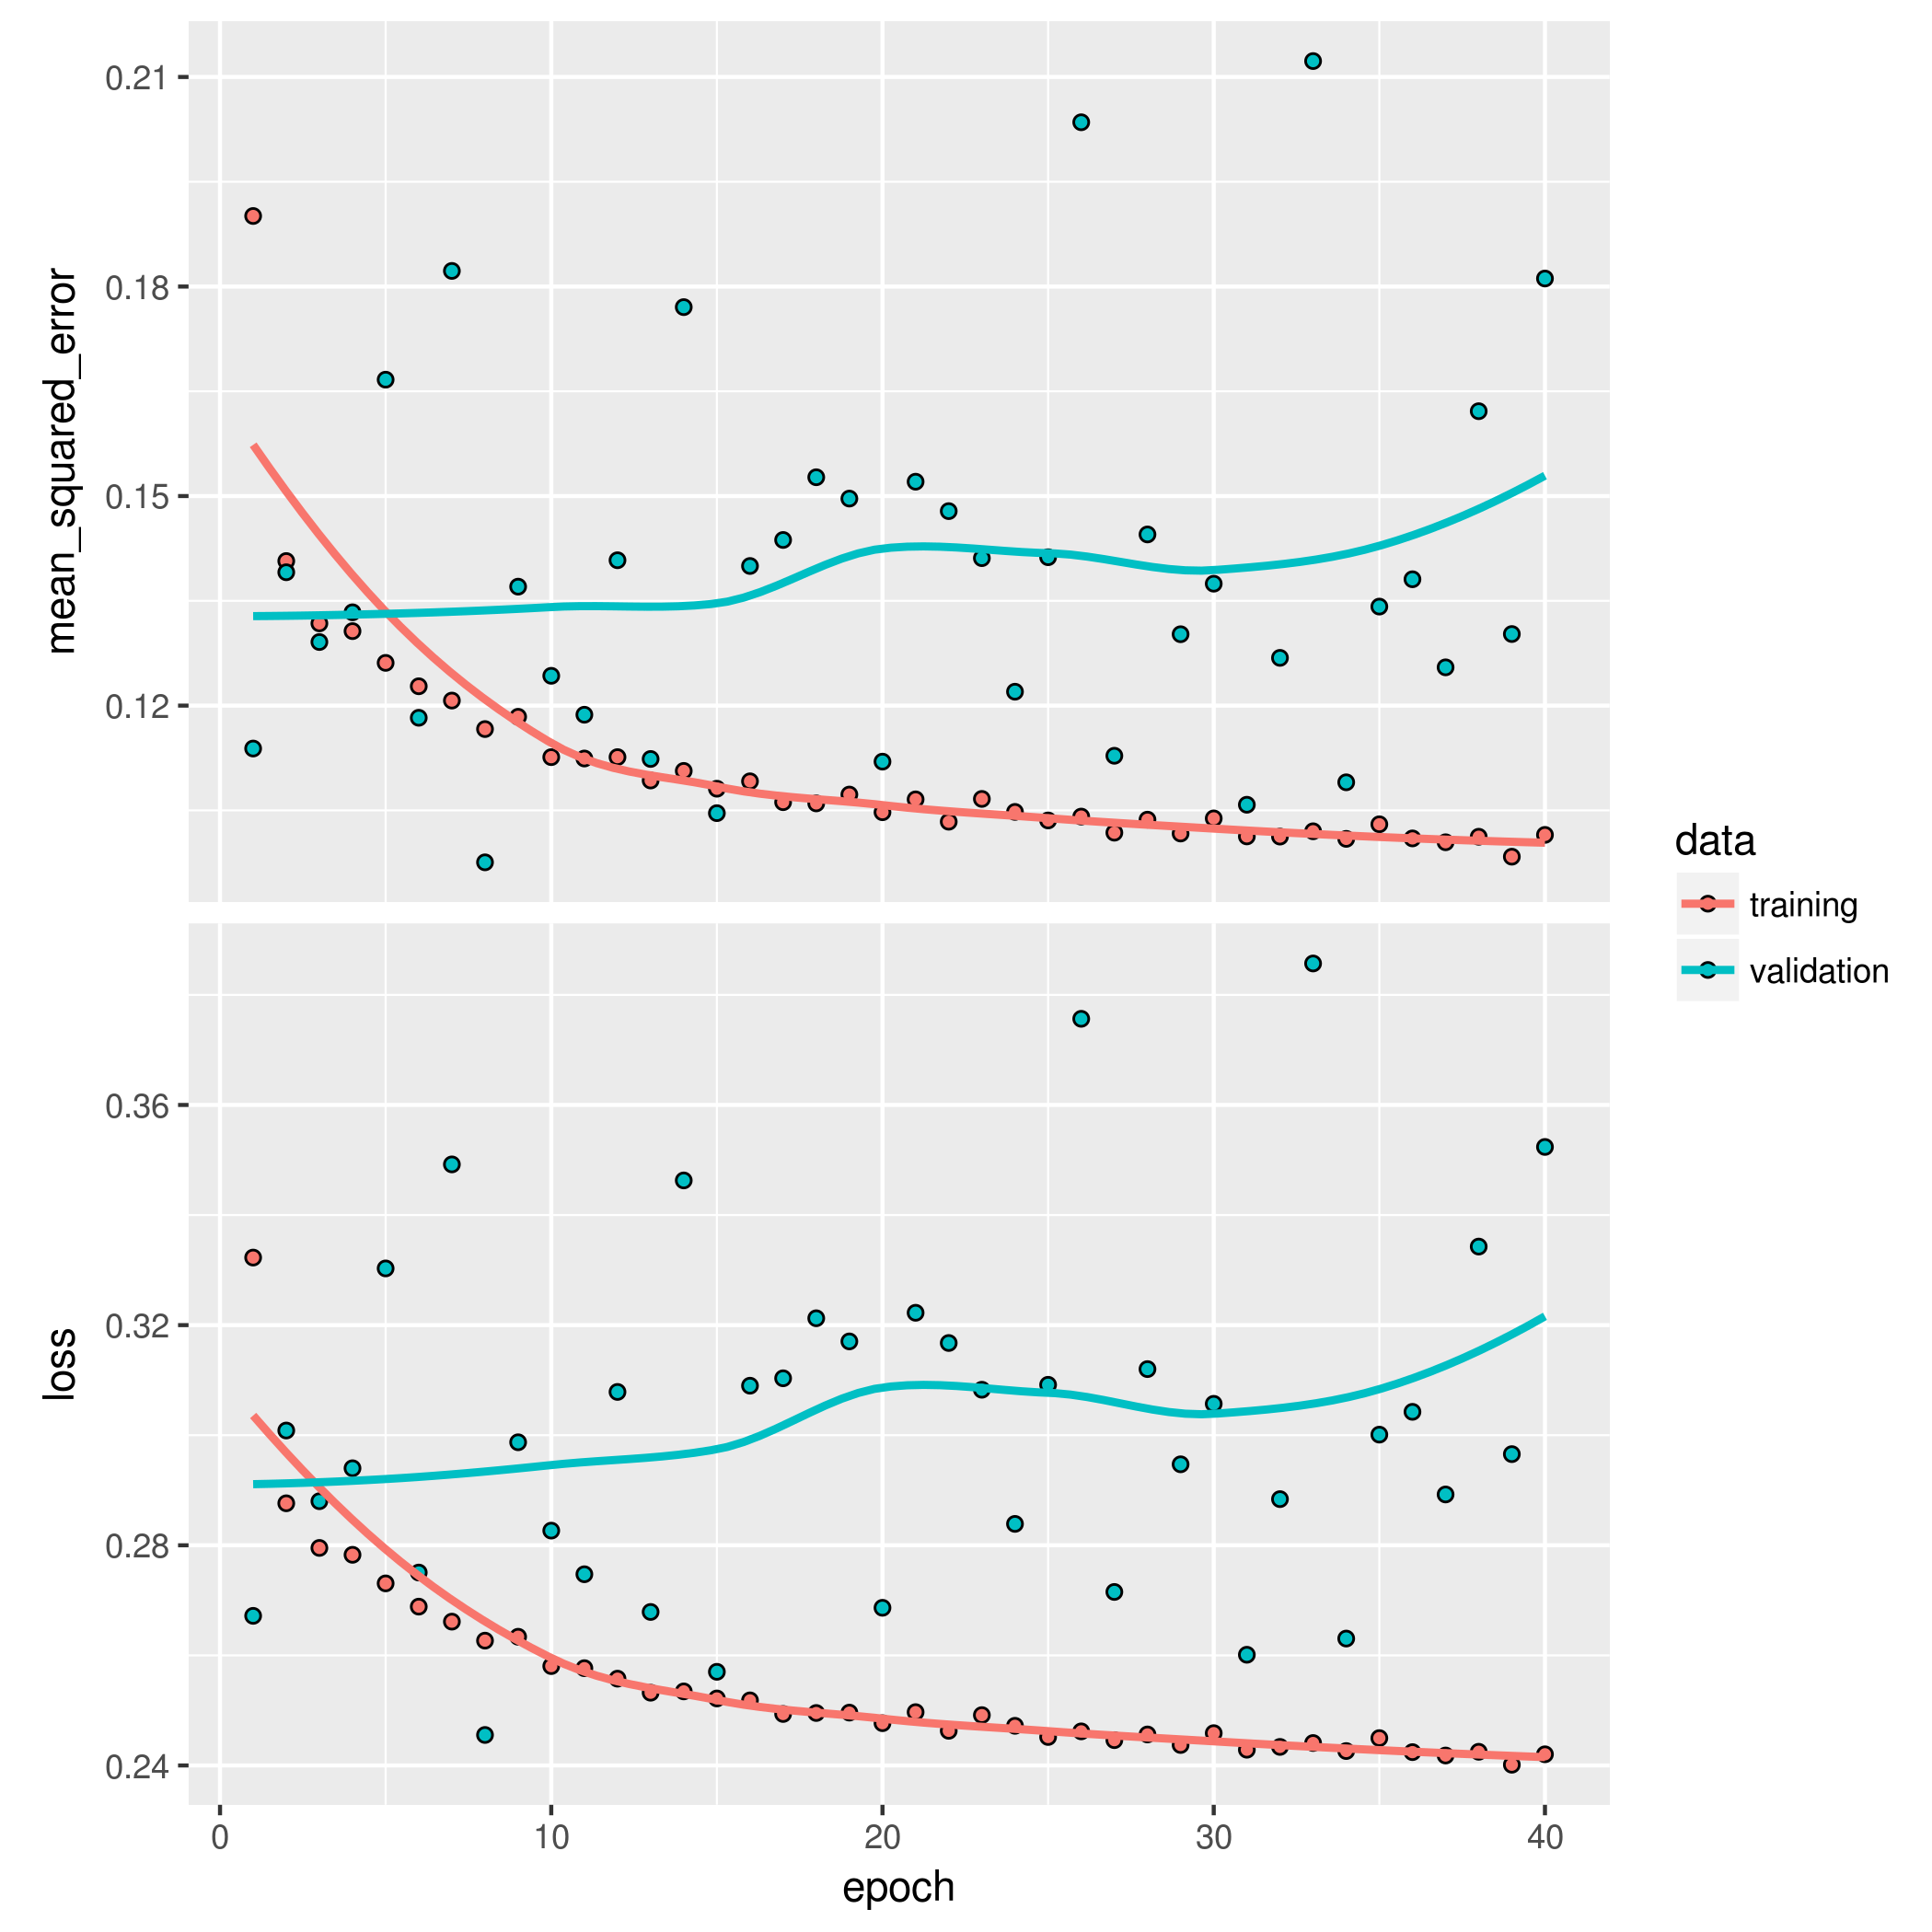 mean_squared_error
0.21
0.18
0.15
0.12
loss
0.36
0.32
0.28
0.24
0 10 20 30 40
epoch
data
training
validation